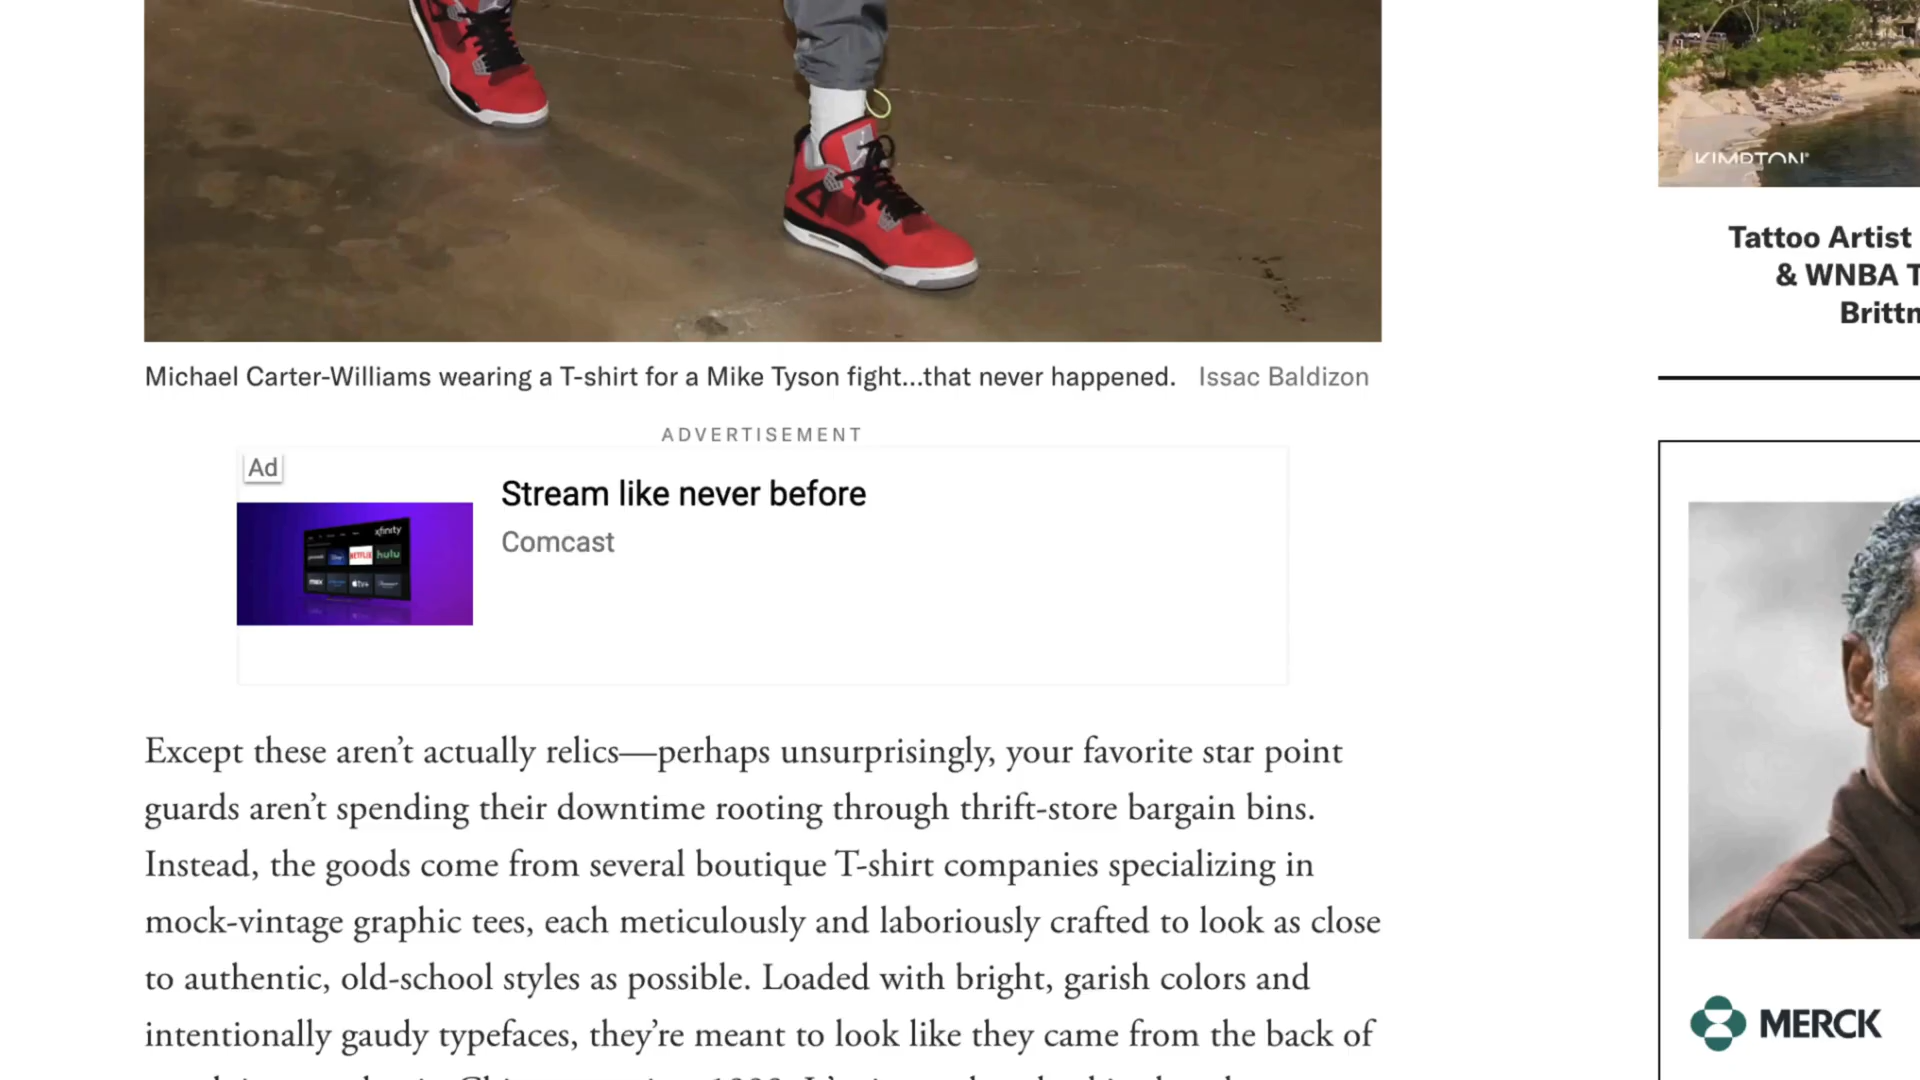 KIMPTON
Tattoo Artist
& WNBA T
Brittn
Michael Carter-Williams wearing a T-shirt for a Mike Tyson fight...that never happened. Issac Baldizon
ADVERTISEMENT
Ad
Stream like never before
Comcast
xfinity
NETFLIX
hulu
max
tv+
Except these aren’t actually relics—perhaps unsurprisingly, your favorite star point
guards aren’t spending their downtime rooting through thrift-store bargain bins.
Instead, the goods come from several boutique T-shirt companies specializing in
mock-vintage graphic tees, each meticulously and laboriously crafted to look as close
to authentic, old-school styles as possible. Loaded with bright, garish colors and
intentionally gaudy typefaces, they’re meant to look like they came from the back of
MERCK